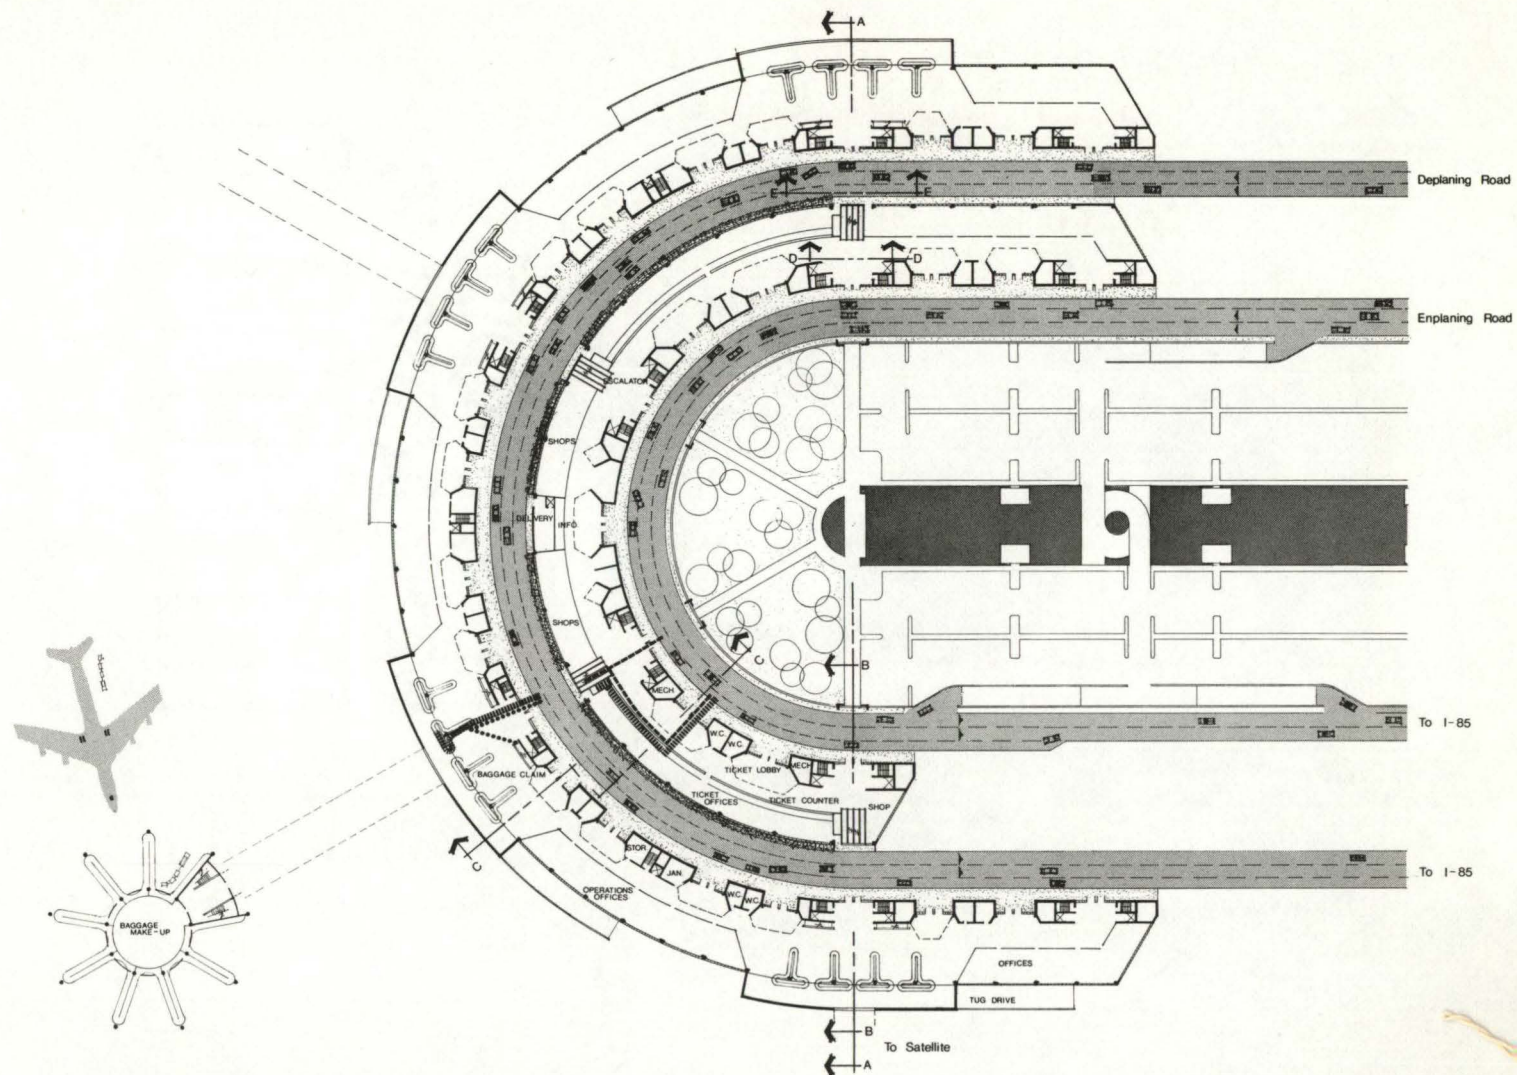 A
Deplaning Road
E
E
D
D
Enplaning Road
ESCALATOR
SHOPS
DELIVERY
INFO
SHOPS
C
B
MECH
To I-85
W.C.
W.C.
TICKET LOBBY
MECH
BAGGAGE CLAIM
TICKET
OFFICES
TICKET COUNTER
SHOP
C
STOR
JAN.
To I-85
OPERATIONS
OFFICES
W.C.
W.C.
BAGGAGE
MAKE-UP
OFFICES
TUG DRIVE
B
To Satellite
A